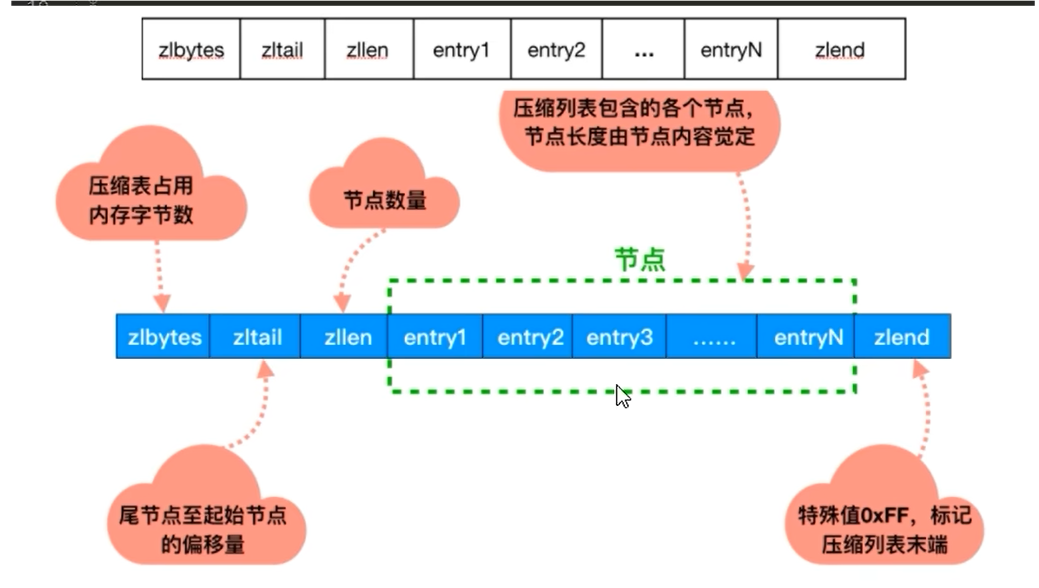 zlbytes zltail zllen entry1 entry2 ... entryN zlend
压缩列表包含的各个节点，
节点长度由节点内容觉定
压缩表占用
内存字节数
节点数量
节点
zlbytes zltail zllen entry1 entry2 entry3 ...... entryN zlend
尾节点至起始节点
的偏移量
特殊值0xFF，标记
压缩列表末端